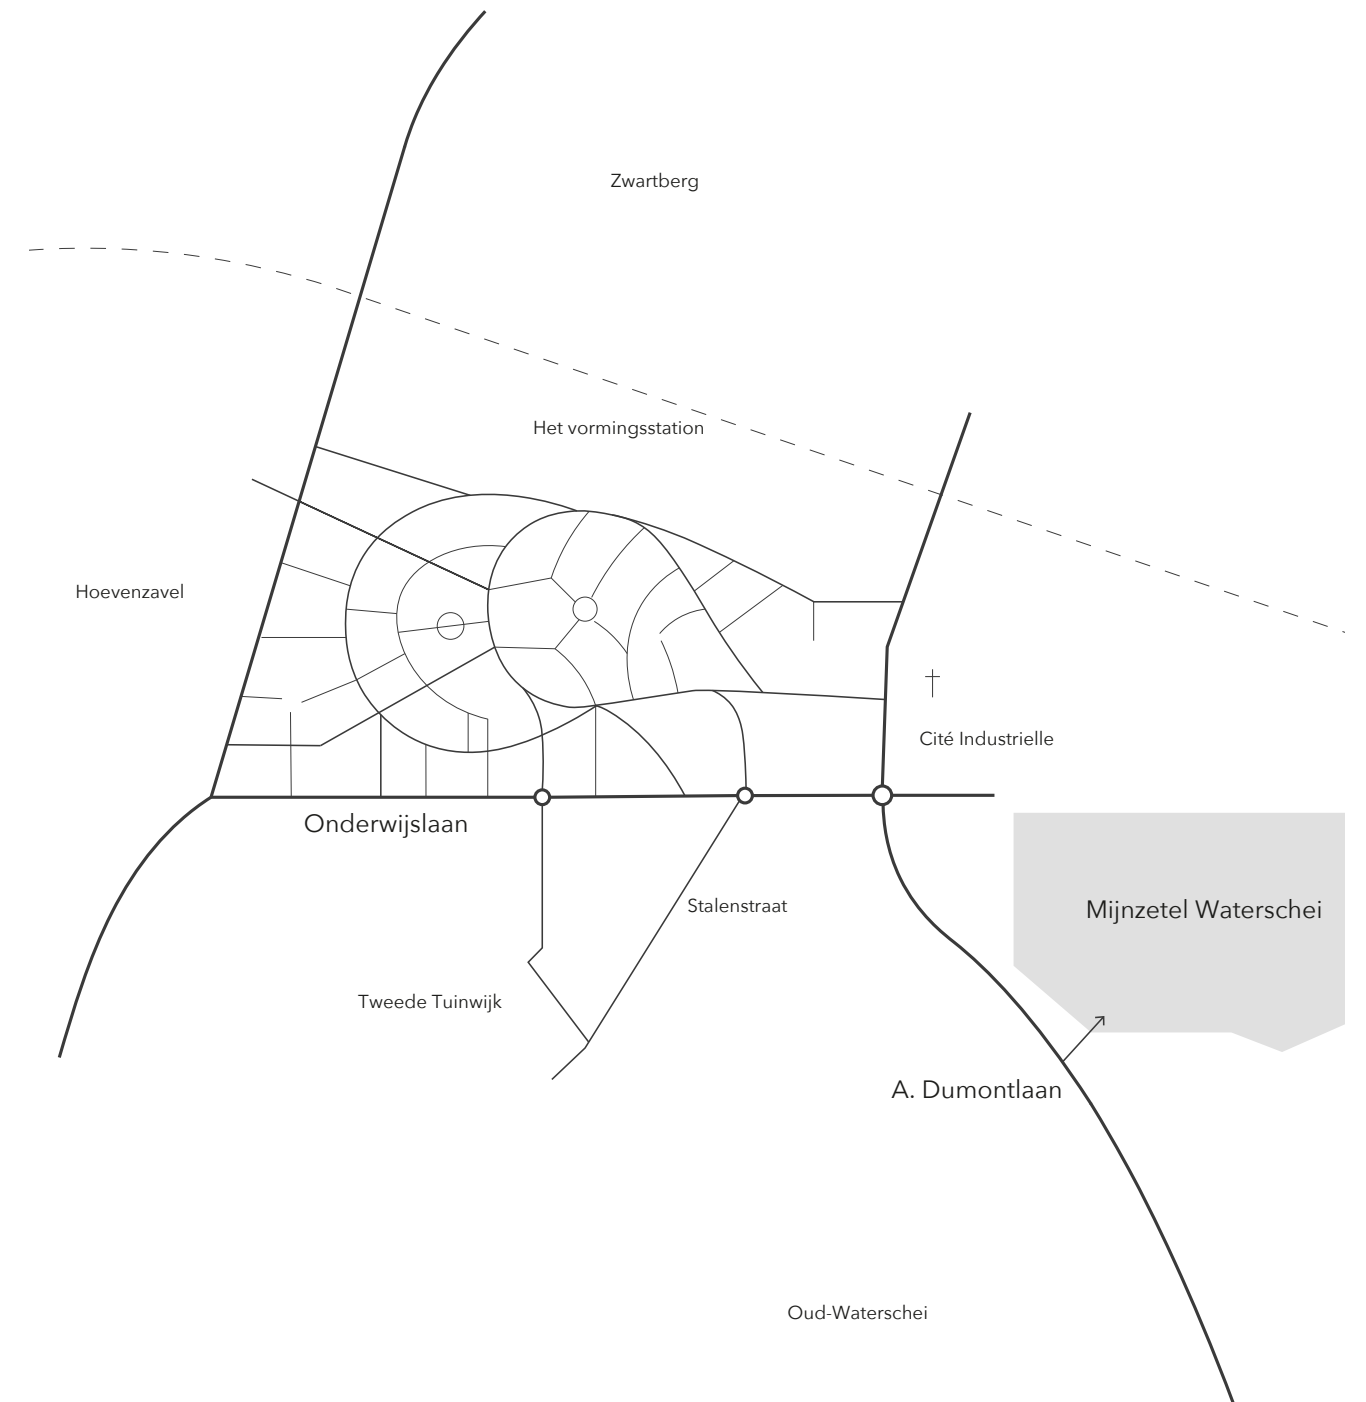 Zwartberg
Het vormingsstation
Hoevenzavel
Cité Industrielle
Onderwijslaan
Stalenstraat
Mijnzetel Waterschei
Tweede Tuinwijk
A. Dumontlaan
Oud-Waterschei